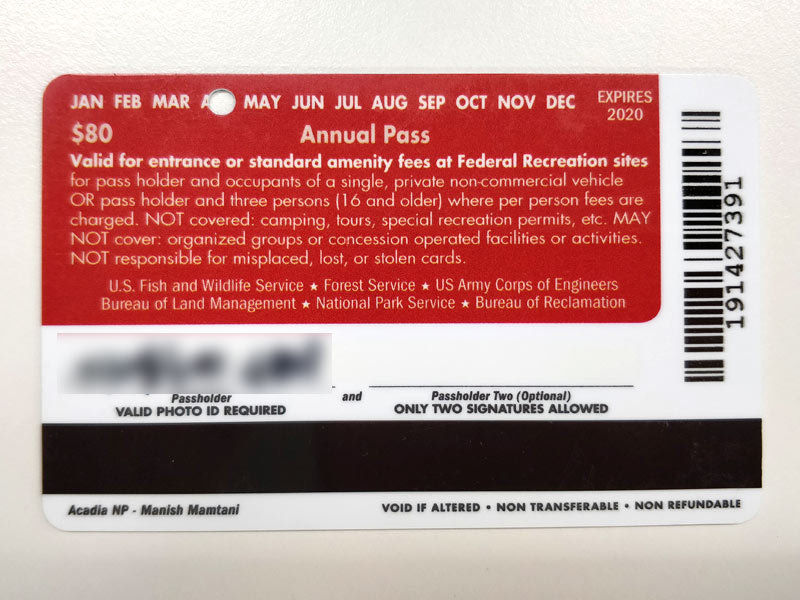 JAN FEB MAR A MAY JUN JUL AUG SEP OCT NOV DEC
EXPIRES
2020
$80 Annual Pass
Valid for entrance or standard amenity fees at Federal Recreation sites
for pass holder and occupants of a single, private non-commercial vehicle
OR pass holder and three persons (16 and older) where per person fees are
charged. NOT covered: camping, tours, special recreation permits, etc. MAY
NOT cover: organized groups or concession operated facilities or activities.
NOT responsible for misplaced, lost, or stolen cards.
U.S. Fish and Wildlife Service ★ Forest Service ★ US Army Corps of Engineers
Bureau of Land Management ★ National Park Service ★ Bureau of Reclamation
191427391
Passholder and Passholder Two (Optional)
VALID PHOTO ID REQUIRED ONLY TWO SIGNATURES ALLOWED
Acadia NP - Manish Mamtani VOID IF ALTERED • NON TRANSFERABLE • NON REFUNDABLE